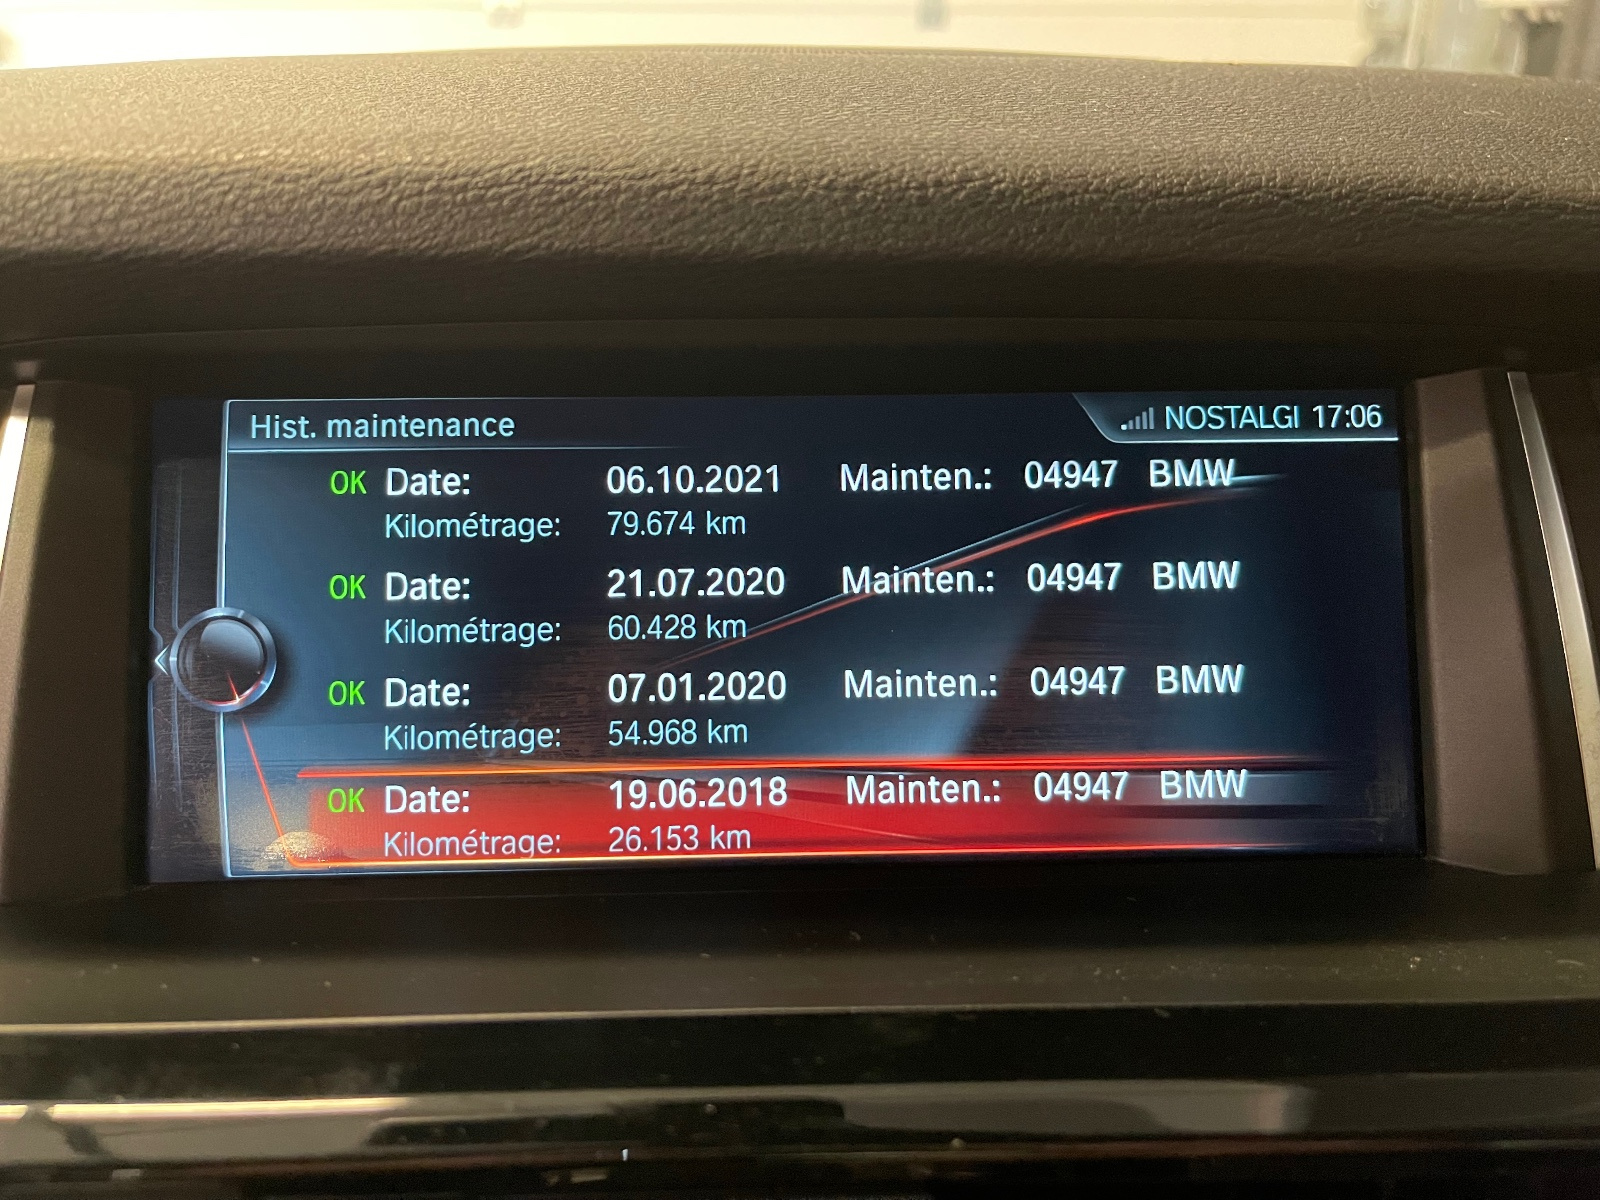 Hist. maintenance NOSTALGI 17:06
OK Date: 06.10.2021 Mainten.: 04947 BMW
Kilométrage: 79.674 km
OK Date: 21.07.2020 Mainten.: 04947 BMW
Kilométrage: 60.428 km
OK Date: 07.01.2020 Mainten.: 04947 BMW
Kilométrage: 54.968 km
OK Date: 19.06.2018 Mainten.: 04947 BMW
Kilométrage: 26.153 km